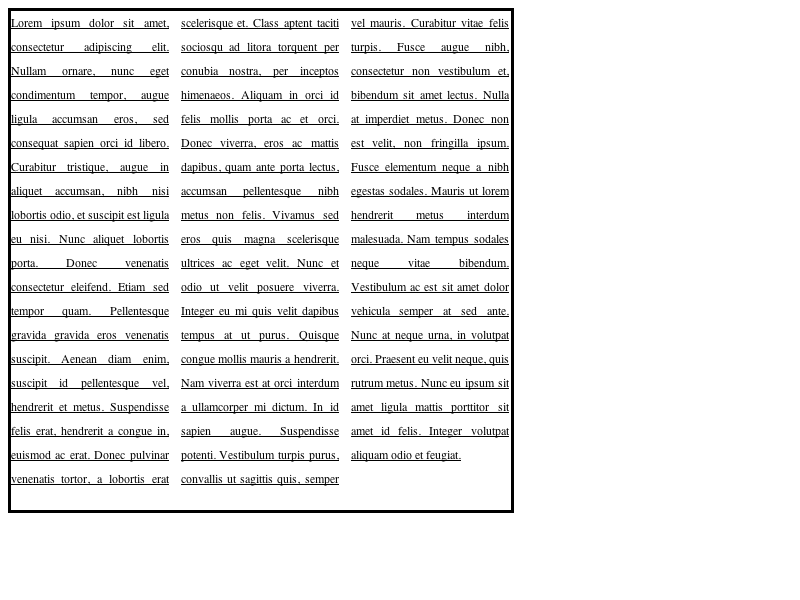 Lorem ipsum dolor sit amet,
consectetur adipiscing elit.
Nullam ornare, nunc eget
condimentum tempor, augue
ligula accumsan eros, sed
consequat sapien orci id libero.
Curabitur tristique, augue in
aliquet accumsan, nibh nisi
lobortis odio, et suscipit est ligula
eu nisi. Nunc aliquet lobortis
porta. Donec venenatis
consectetur eleifend. Etiam sed
tempor quam. Pellentesque
gravida gravida eros venenatis
suscipit. Aenean diam enim,
suscipit id pellentesque vel,
hendrerit et metus. Suspendisse
felis erat, hendrerit a congue in,
euismod ac erat. Donec pulvinar
venenatis tortor, a lobortis erat
scelerisque et. Class aptent taciti
sociosqu ad litora torquent per
conubia nostra, per inceptos
himenaeos. Aliquam in orci id
felis mollis porta ac et orci.
Donec viverra, eros ac mattis
dapibus, quam ante porta lectus,
accumsan pellentesque nibh
metus non felis. Vivamus sed
eros quis magna scelerisque
ultrices ac eget velit. Nunc et
odio ut velit posuere viverra.
Integer eu mi quis velit dapibus
tempus at ut purus. Quisque
congue mollis mauris a hendrerit.
Nam viverra est at orci interdum
a ullamcorper mi dictum. In id
sapien augue. Suspendisse
potenti. Vestibulum turpis purus,
convallis ut sagittis quis, semper
vel mauris. Curabitur vitae felis
turpis. Fusce augue nibh,
consectetur non vestibulum et,
bibendum sit amet lectus. Nulla
at imperdiet metus. Donec non
est velit, non fringilla ipsum.
Fusce elementum neque a nibh
egestas sodales. Mauris ut lorem
hendrerit metus interdum
malesuada. Nam tempus sodales
neque vitae bibendum.
Vestibulum ac est sit amet dolor
vehicula semper at sed ante.
Nunc at neque urna, in volutpat
orci. Praesent eu velit neque, quis
rutrum metus. Nunc eu ipsum sit
amet ligula mattis porttitor sit
amet id felis. Integer volutpat
aliquam odio et feugiat.